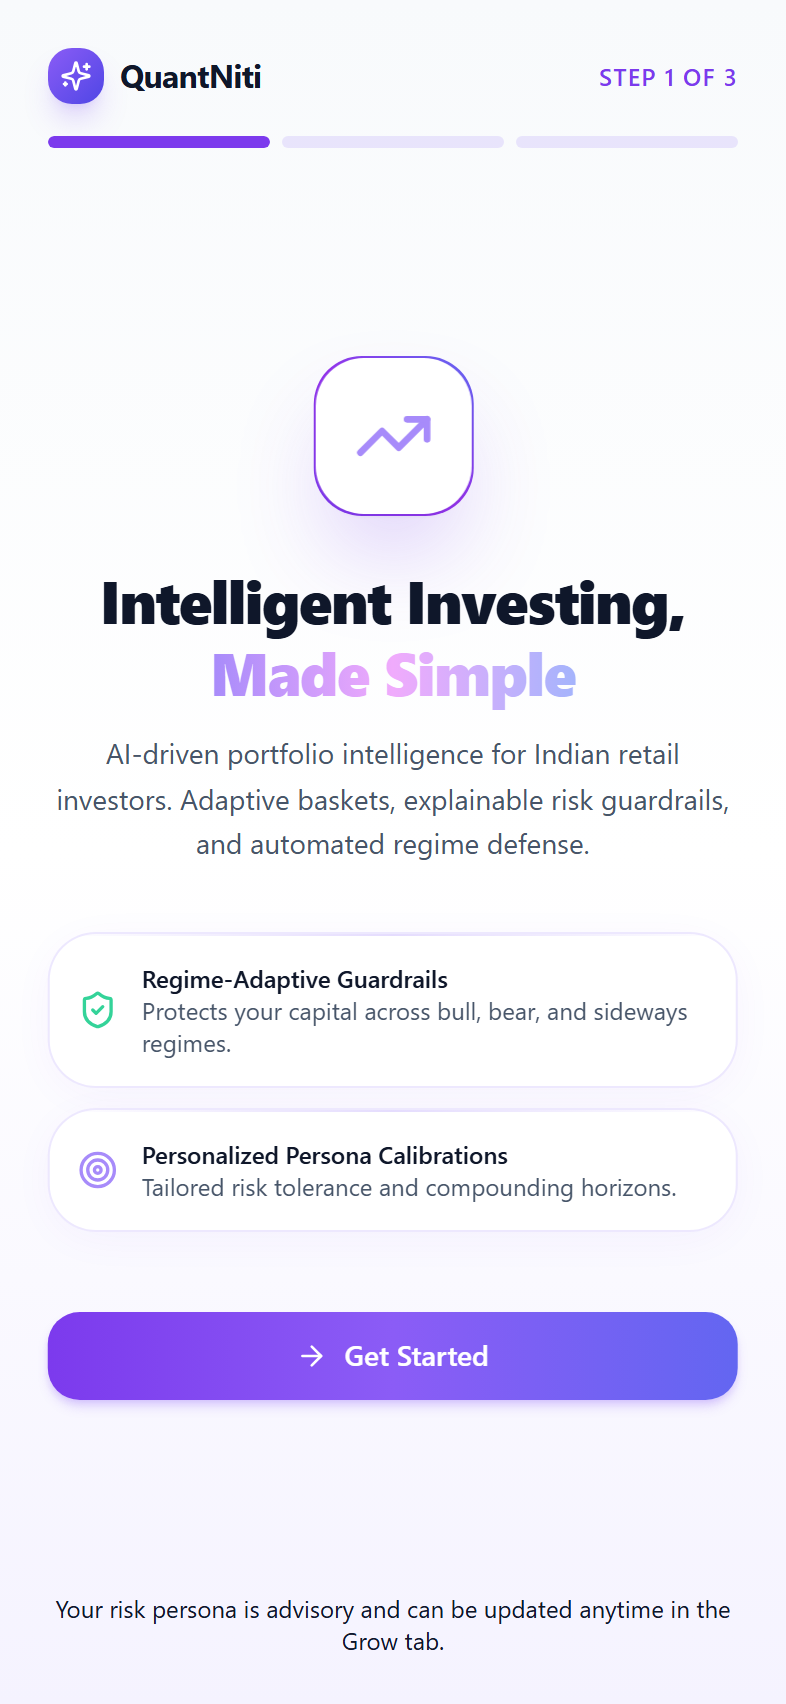 QuantNiti
STEP 1 OF 3
Intelligent Investing,
Made Simple
AI-driven portfolio intelligence for Indian retail
investors. Adaptive baskets, explainable risk guardrails,
and automated regime defense.
Regime-Adaptive Guardrails
Protects your capital across bull, bear, and sideways
regimes.
Personalized Persona Calibrations
Tailored risk tolerance and compounding horizons.
Get Started
Your risk persona is advisory and can be updated anytime in the
Grow tab.